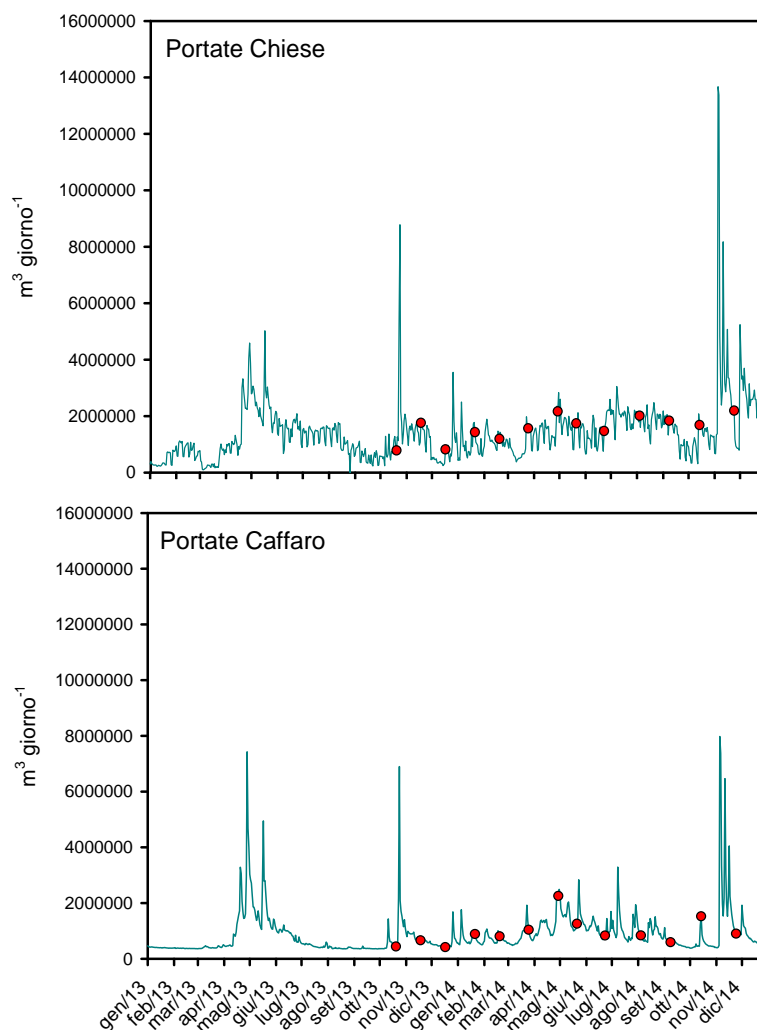 16000000
Portate Chiese
14000000
12000000
10000000
8000000
6000000
4000000
2000000
0
m³ giorno⁻¹
16000000
Portate Caffaro
14000000
12000000
10000000
8000000
6000000
4000000
2000000
0
m³ giorno⁻¹
gen/13
feb/13
mar/13
apr/13
mag/13
giu/13
lug/13
ago/13
set/13
ott/13
nov/13
dic/13
gen/14
feb/14
mar/14
apr/14
mag/14
giu/14
lug/14
ago/14
set/14
ott/14
nov/14
dic/14